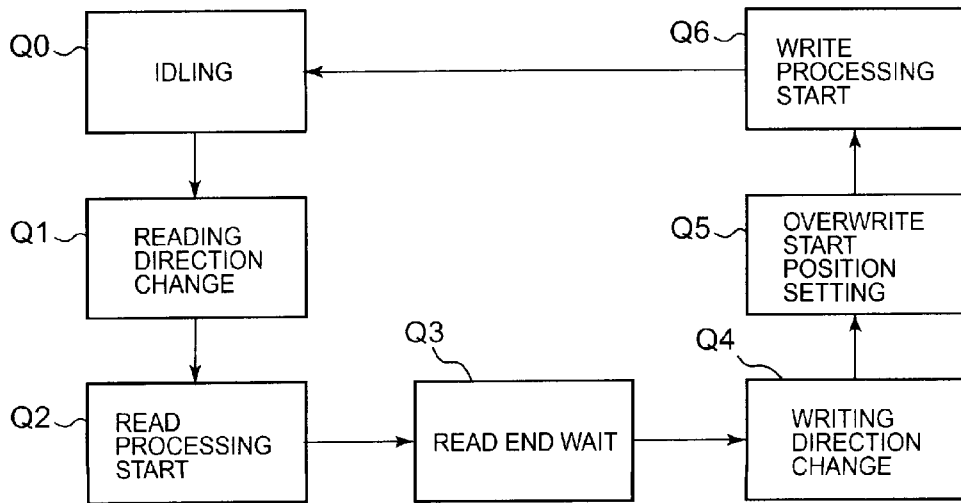 Q0
IDLING
Q6
WRITE
PROCESSING
START
Q1
READING
DIRECTION
CHANGE
Q5
OVERWRITE
START
POSITION
SETTING
Q2
READ
PROCESSING
START
Q3
READ END WAIT
Q4
WRITING
DIRECTION
CHANGE